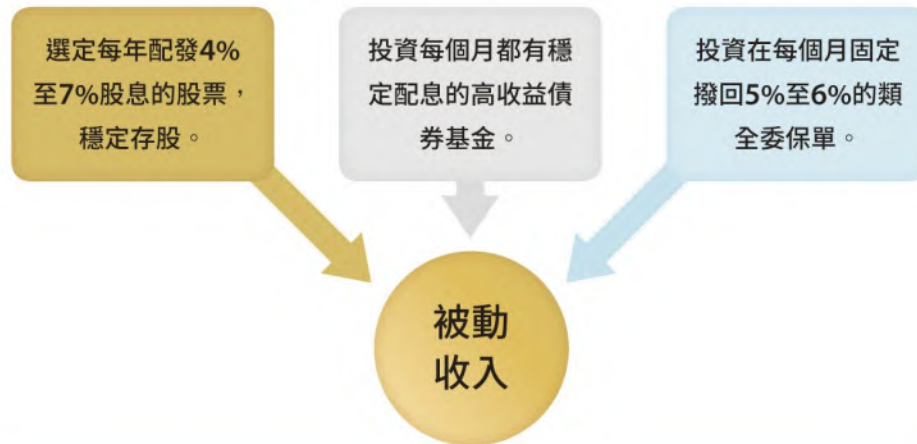 選定每年配發4%
至7%股息的股票，
穩定存股。
投資每個月都有穩
定配息的高收益債
券基金。
投資在每個月固定
撥回5%至6%的類
全委保單。
被動
收入